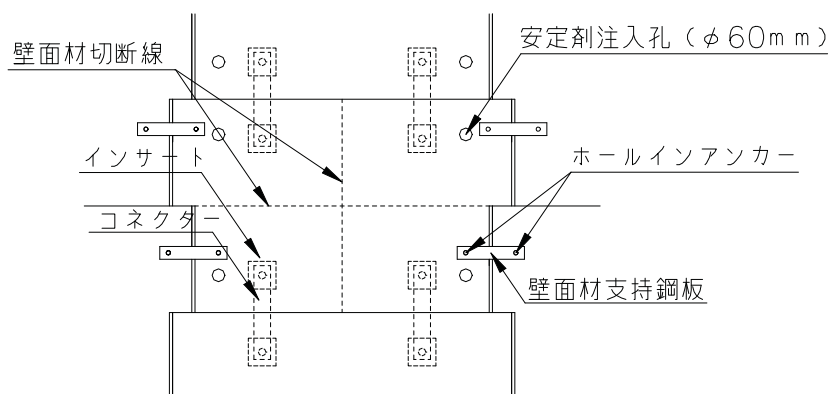 安定剤注入孔（φ60mm）
壁面材切断線
インサート
ホールインアンカー
コネクター
壁面材支持鋼板